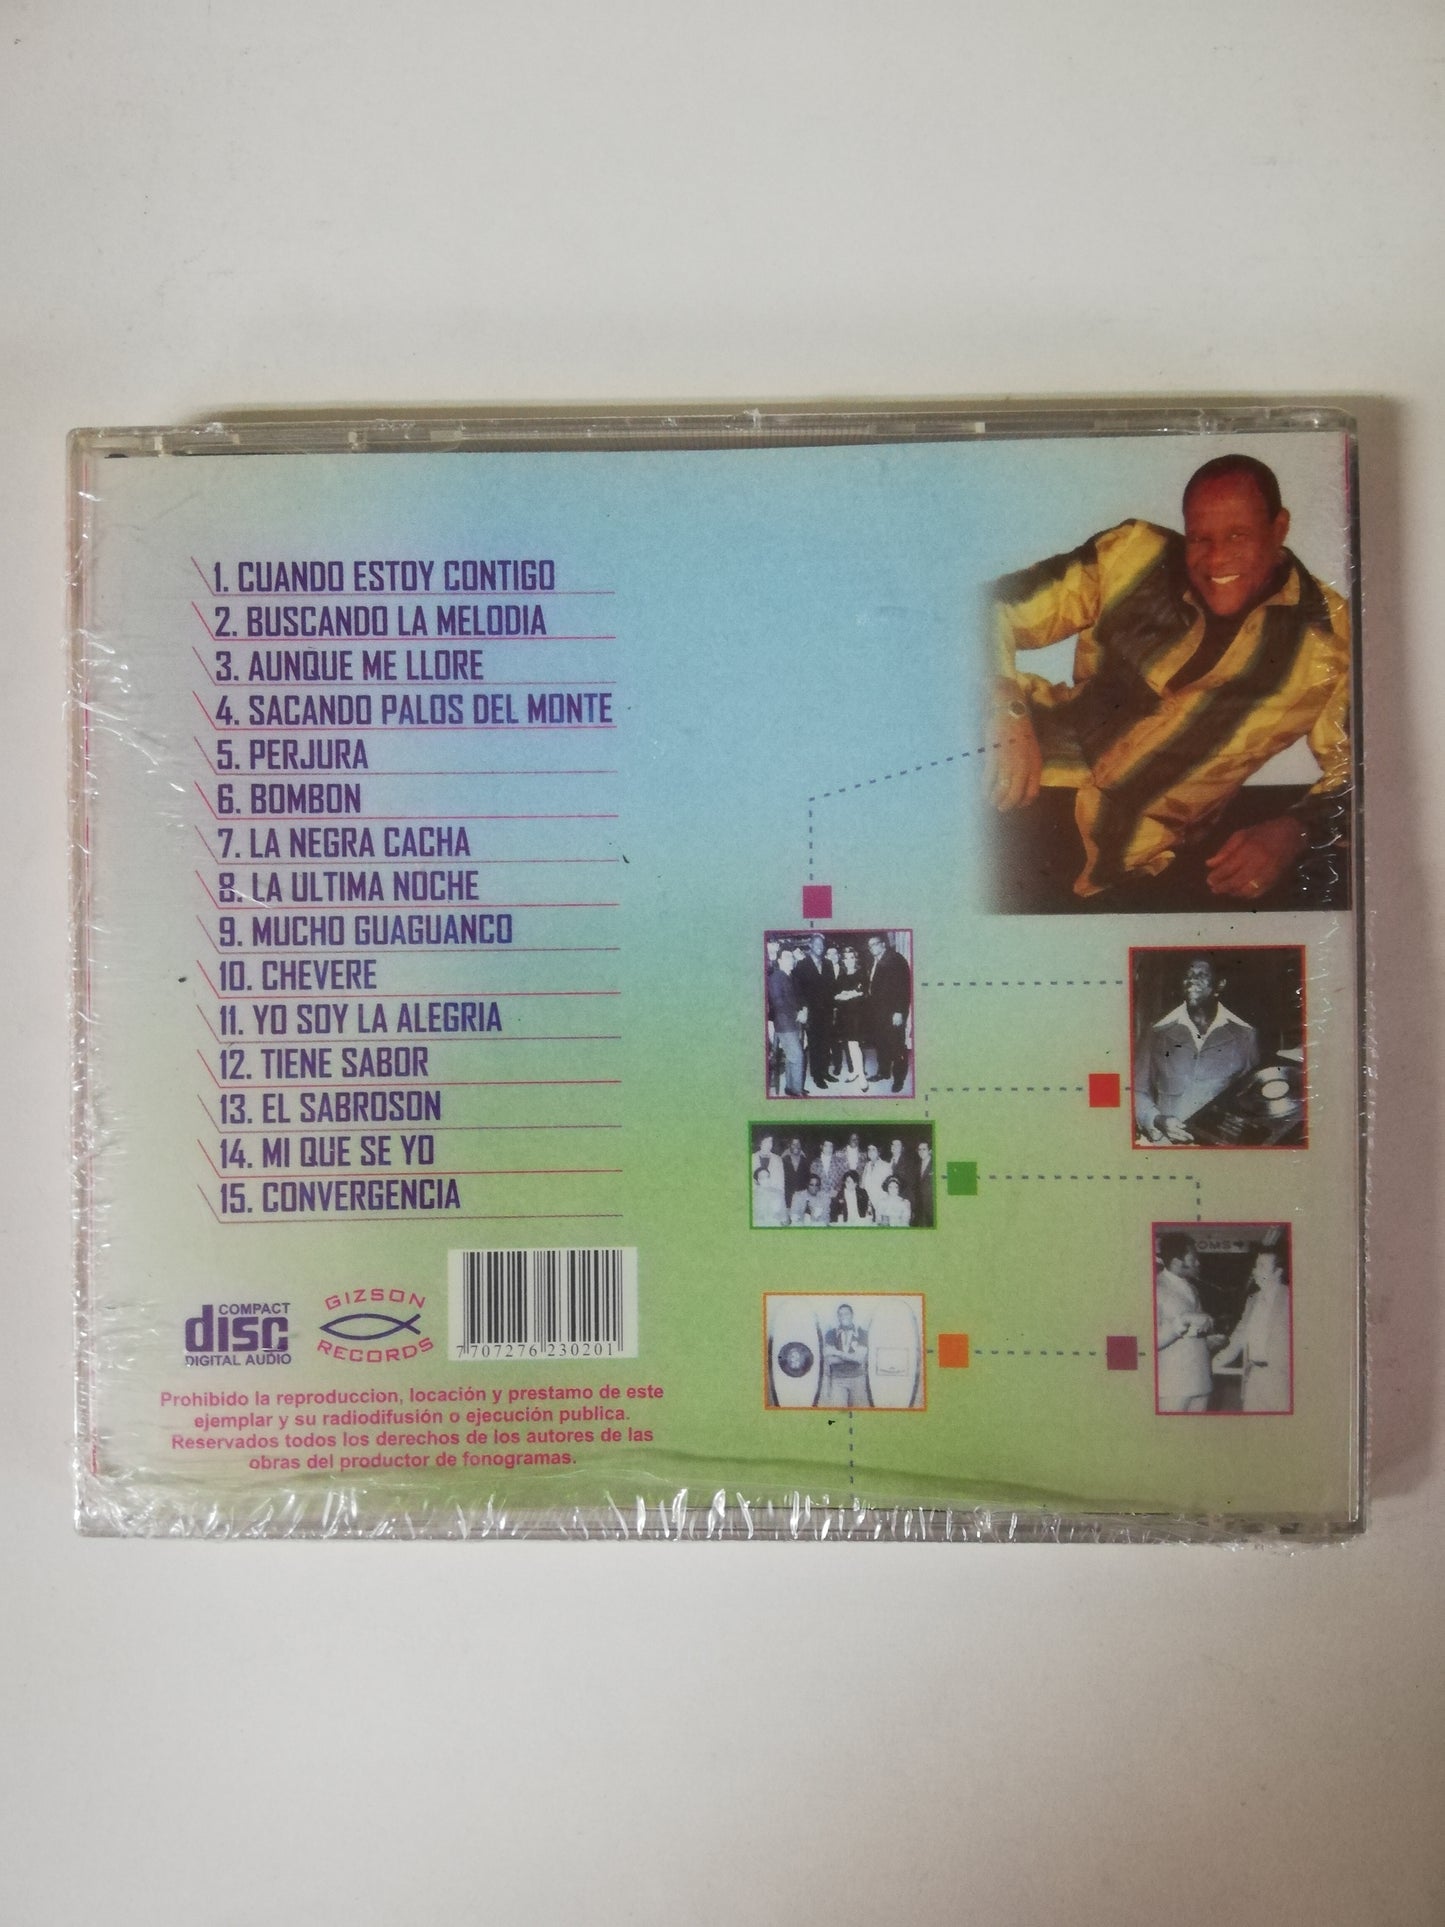 1. CUANDO ESTOY CONTIGO
2. BUSCANDO LA MELODIA
3. AUNQUE ME LLORE
4. SACANDO PALOS DEL MONTE
5. PERJURA
6. BOMBON
7. LA NEGRA CACHA
8. LA ULTIMA NOCHE
9. MUCHO GUAGUANCO
10. CHEVERE
11. YO SOY LA ALEGRIA
12. TIENE SABOR
13. EL SABROSON
14. MI QUE SE YO
15. CONVERGENCIA
COMPACT
disc
DIGITAL AUDIO
GIZSON
RECORDS
7 707276 230201
Prohibido la reproduccion, locación y prestamo de este
ejemplar y su radiodifusión o ejecución publica.
Reservados todos los derechos de los autores de las
obras del productor de fonogramas.